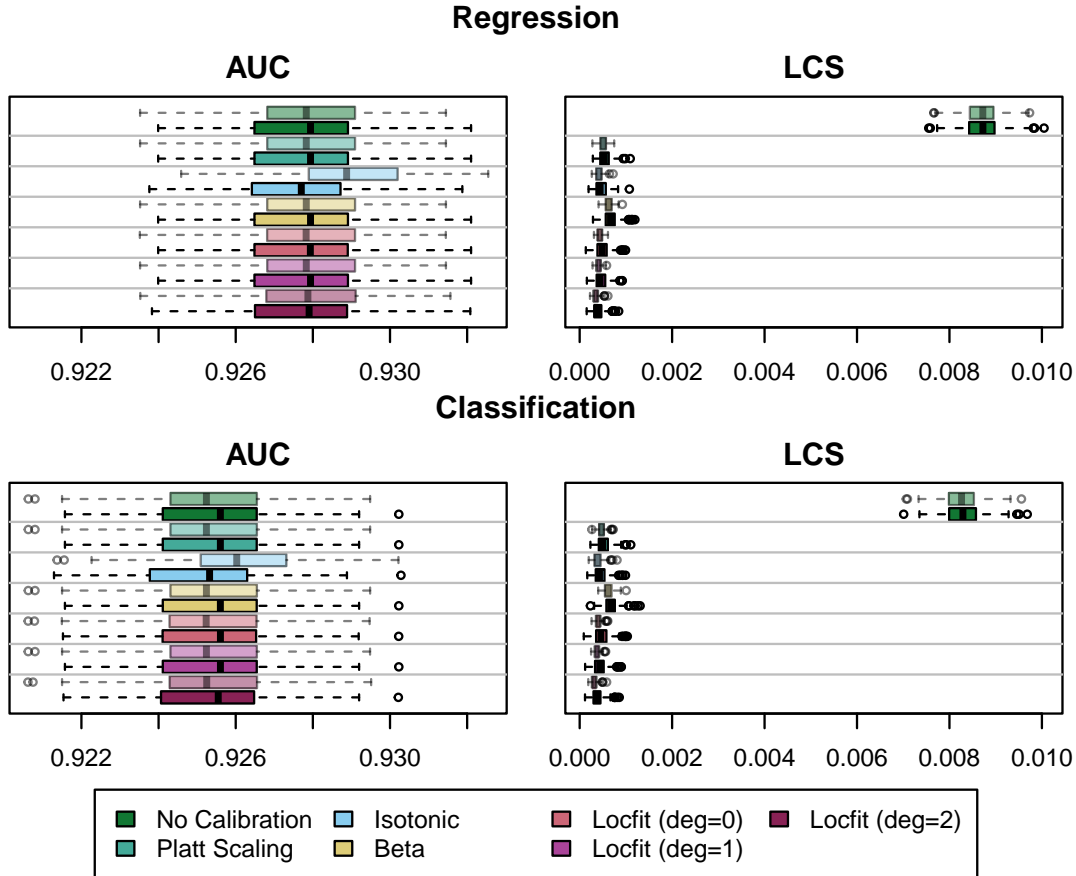 Regression
AUC
LCS
0.922 0.926 0.930
0.000 0.002 0.004 0.006 0.008 0.010
Classification
AUC
LCS
0.922 0.926 0.930
0.000 0.002 0.004 0.006 0.008 0.010
No Calibration Isotonic Locfit (deg=0) Locfit (deg=2)
Platt Scaling Beta Locfit (deg=1)